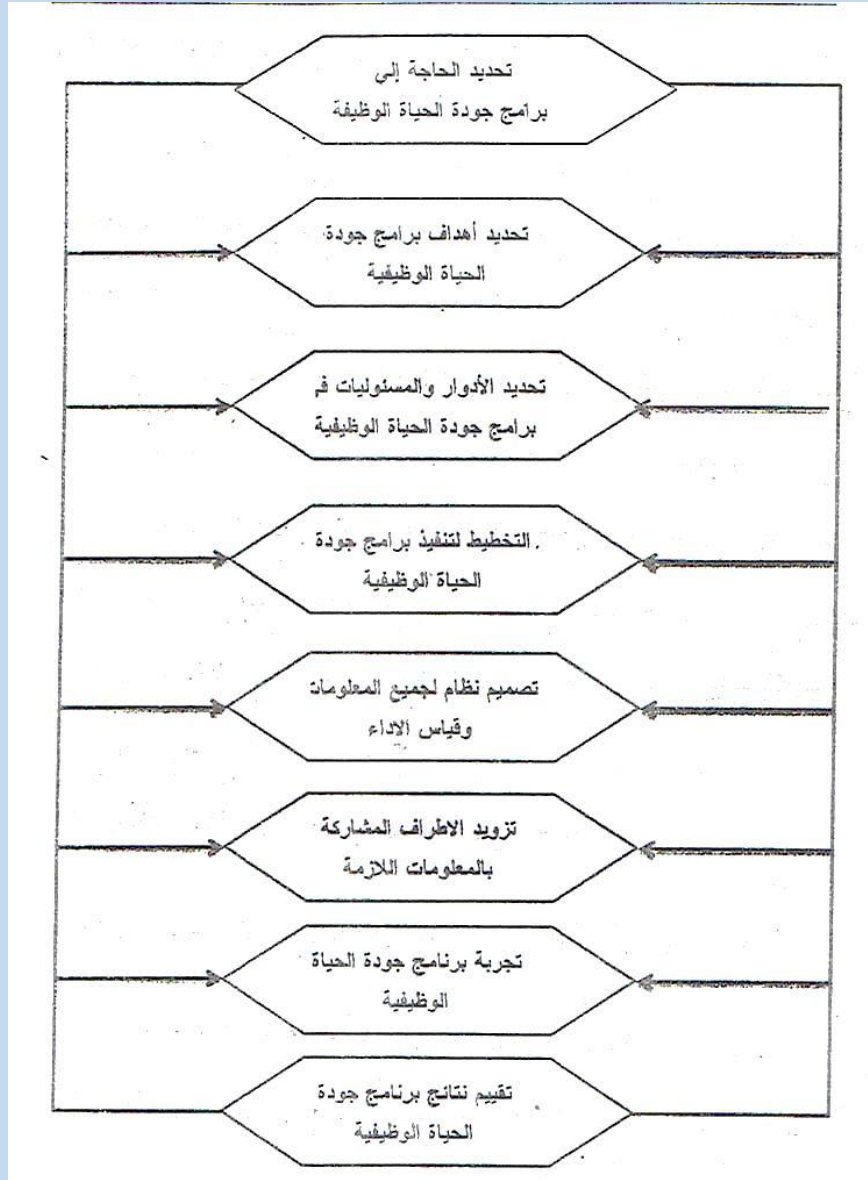 تحديد الحاجة إلى
برامج جودة الحياة الوظيفة
تحديد أهداف برامج جودة
الحياة الوظيفية
تحديد الأدوار والمسئوليات في
برامج جودة الحياة الوظيفية
. التخطيط لتنفيذ برامج جودة
الحياة الوظيفية
تصميم نظام لجميع المعلومات
وقياس الاداء
تزويد الاطراف المشاركة
بالمعلومات اللازمة
تجربة برنامج جودة الحياة
الوظيفية
تقييم نتائج برنامج جودة
الحياة الوظيفية